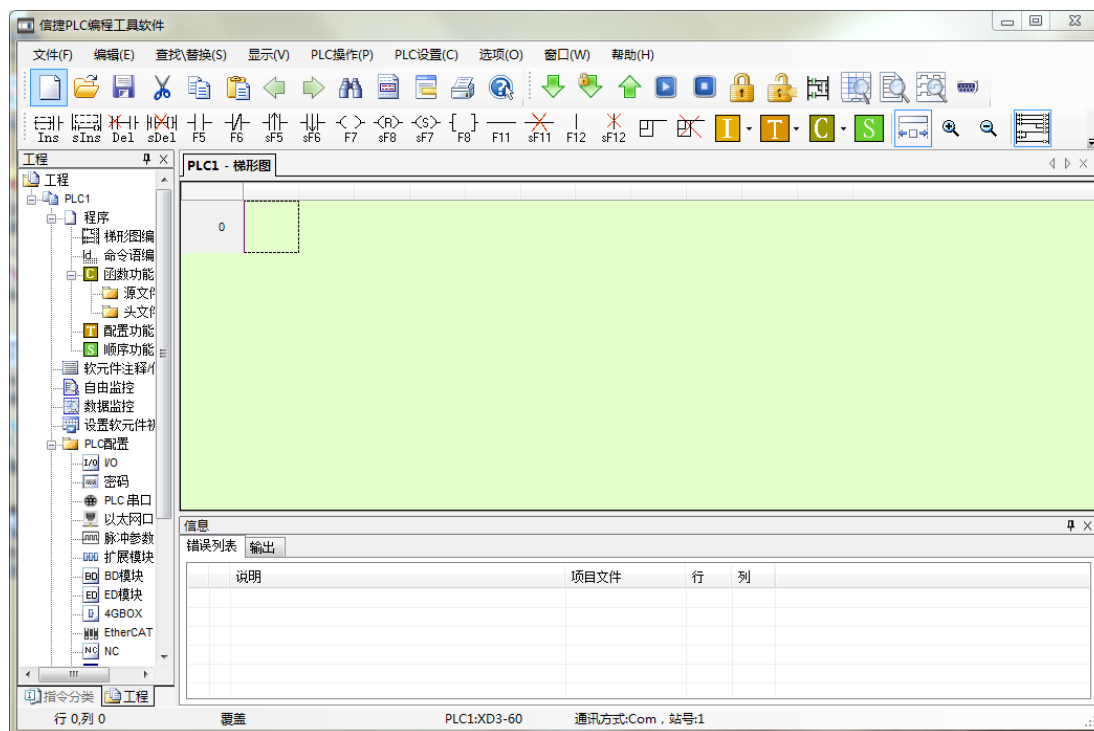 信捷PLC编程工具软件
文件(F) 编辑(E) 查找\替换(S) 显示(V) PLC操作(P) PLC设置(C) 选项(O) 窗口(W) 帮助(H)
Ins sIns Del sDel F5 F6 sF5 sF6 F7 sF8 sF7 F8 F11 sF11 F12 sF12 I T C S
工程
PLC1 - 梯形图
工程
PLC1
程序
0
梯形图编
命令语编
C 函数功能
源文件
头文件
T 配置功能
S 顺序功能
软元件注释/
自由监控
数据监控
设置软元件初
PLC配置
I/O I/O
密码
PLC 串口
以太网口
脉冲参数
扩展模块
BD BD模块
ED ED模块
4GBOX
EtherCAT
NC NC
信息
错误列表 输出
说明 项目文件 行 列
指令分类 工程
行 0,列 0 覆盖 PLC1:XD3-60 通讯方式:Com，站号:1